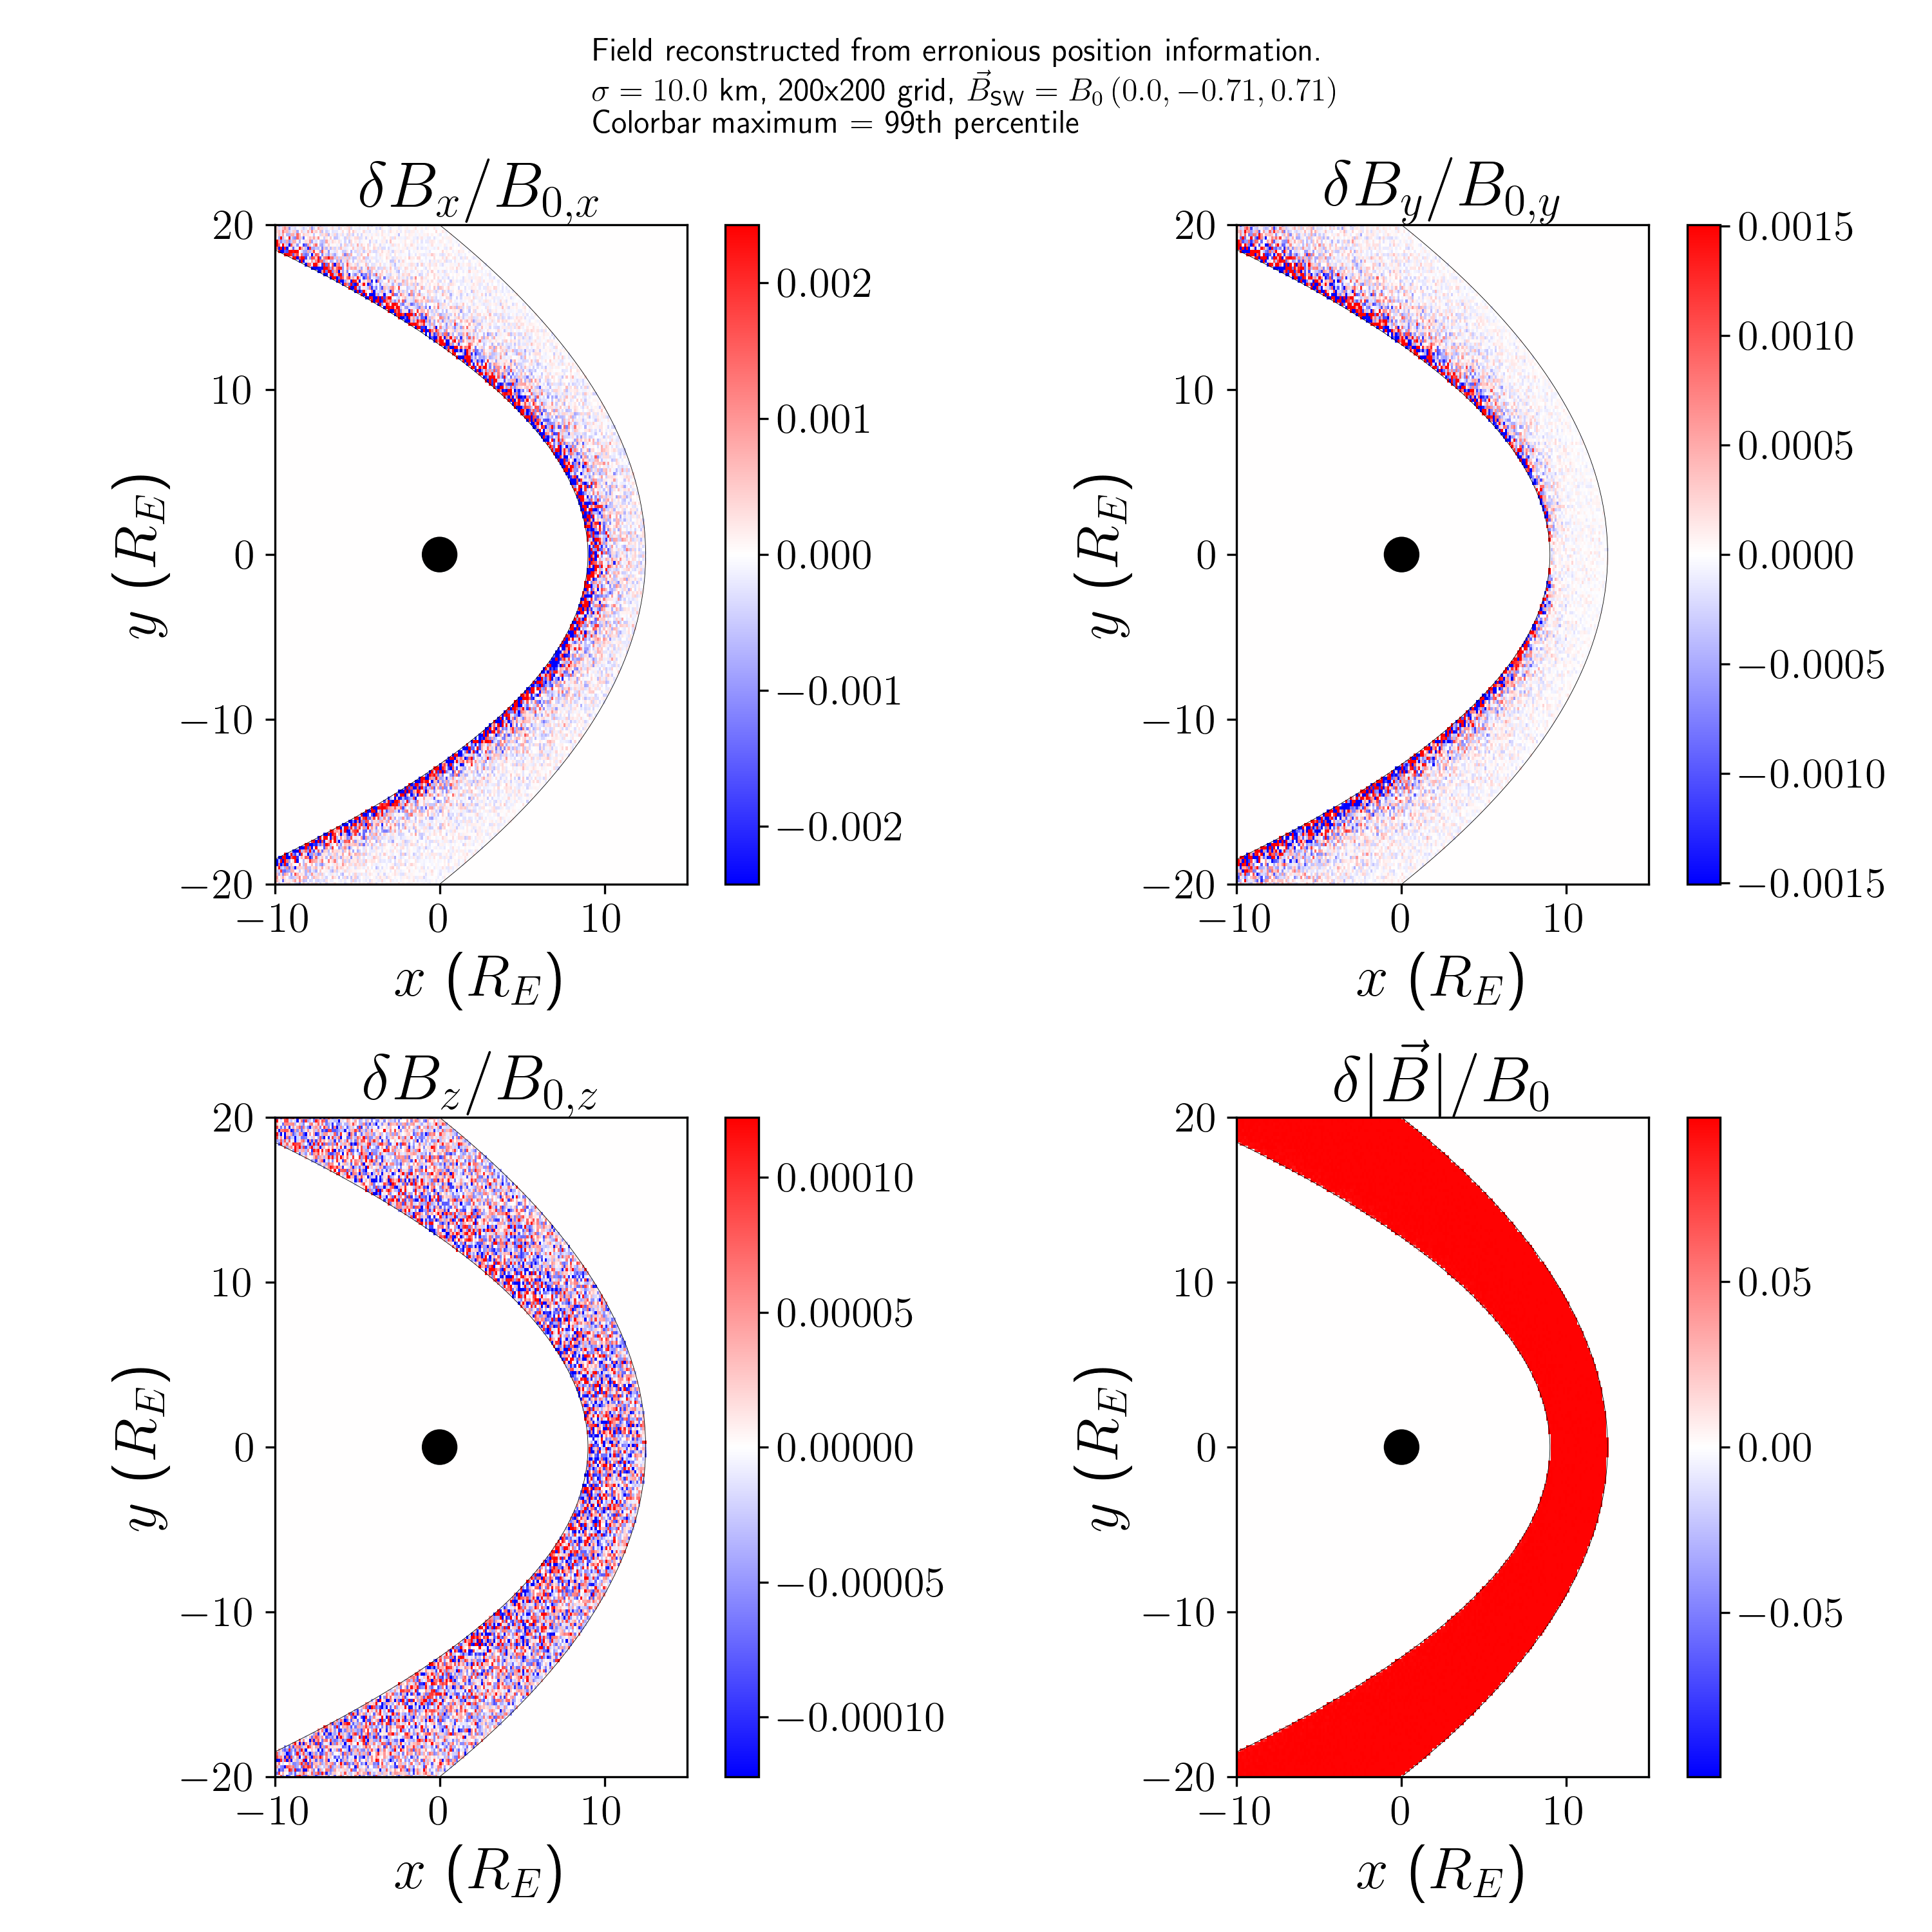 Field reconstructed from erronious position information.
σ = 10.0 km, 200x200 grid, B⃗_SW = B_0 (0.0, −0.71, 0.71)
Colorbar maximum = 99th percentile
δB_x/B_{0,x}
20
10
0
−10
−20
−10 0 10
x (R_E)
y (R_E)
0.002
0.001
0.000
−0.001
−0.002
δB_y/B_{0,y}
20
10
0
−10
−20
−10 0 10
x (R_E)
y (R_E)
0.0015
0.0010
0.0005
0.0000
−0.0005
−0.0010
−0.0015
δB_z/B_{0,z}
20
10
0
−10
−20
−10 0 10
x (R_E)
y (R_E)
0.00010
0.00005
0.00000
−0.00005
−0.00010
δ|B⃗|/B_0
20
10
0
−10
−20
−10 0 10
x (R_E)
y (R_E)
0.05
0.00
−0.05